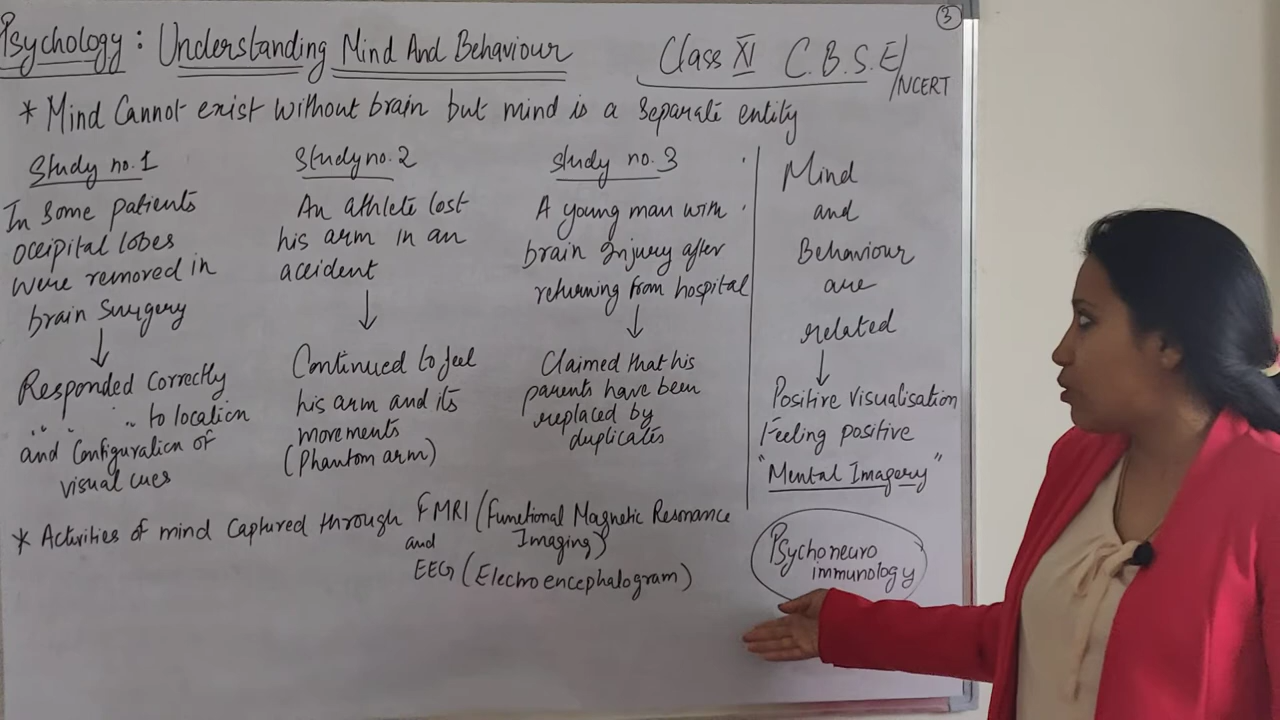 3
Psychology : Understanding Mind And Behaviour
Class XI C.B.S.E/
NCERT
* Mind Cannot exist without brain but mind is a separate entity
Study no. 1
In some patients
occipital lobes
were removed in
brain surgery
↓
Responded Correctly
" " " to location
and Configuration of
visual cues
Study no. 2
An athlete lost
his arm in an
accident
↓
Continued to feel
his arm and its
movements
(Phantom arm)
Study no. 3
A young man with
brain Injury after
returning from hospital
↓
Claimed that his
parents have been
replaced by
duplicates
Mind
and
Behaviour
are
related
↓
Positive visualisation
Feeling positive
"Mental Imagery"
Psychoneuro
immunology
* Activities of mind Captured through FMRI (Functional Magnetic Resonance
Imaging)
and
EEG (Electroencephalogram)